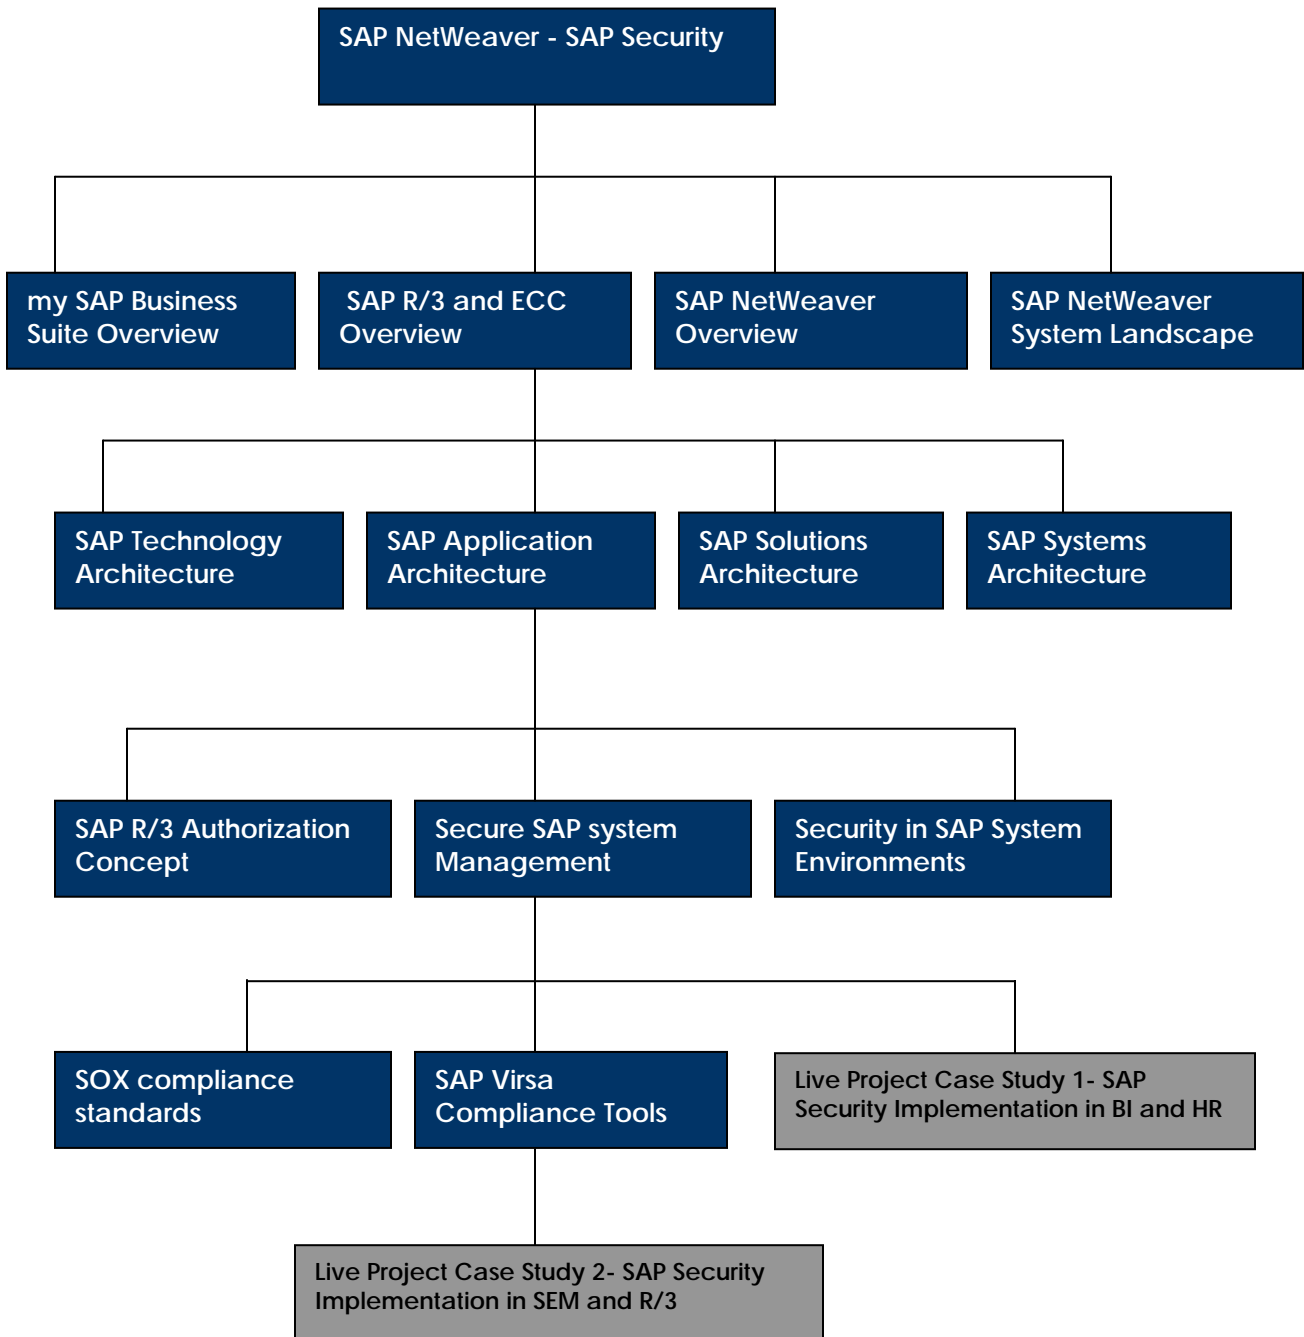 SAP NetWeaver - SAP Security
my SAP Business
Suite Overview
SAP R/3 and ECC
Overview
SAP NetWeaver
Overview
SAP NetWeaver
System Landscape
SAP Technology
Architecture
SAP Application
Architecture
SAP Solutions
Architecture
SAP Systems
Architecture
SAP R/3 Authorization
Concept
Secure SAP system
Management
Security in SAP System
Environments
SOX compliance
standards
SAP Virsa
Compliance Tools
Live Project Case Study 1- SAP
Security Implementation in BI and HR
Live Project Case Study 2- SAP Security
Implementation in SEM and R/3